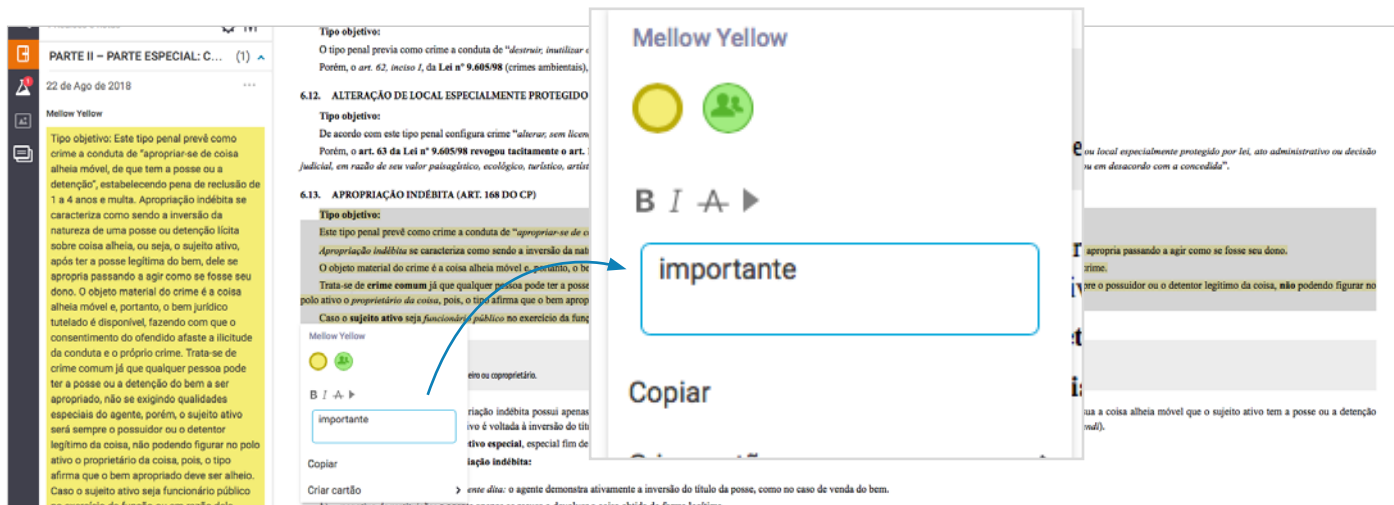 PARTE II – PARTE ESPECIAL: C... (1)
22 de Ago de 2018
Mellow Yellow
Tipo objetivo: Este tipo penal prevê como
crime a conduta de "apropriar-se de coisa
alheia móvel, de que tem a posse ou a
detenção", estabelecendo pena de reclusão de
1 a 4 anos e multa. Apropriação indébita se
caracteriza como sendo a inversão da
natureza de uma posse ou detenção lícita
sobre coisa alheia, ou seja, o sujeito ativo,
após ter a posse legítima do bem, dele se
apropria passando a agir como se fosse seu
dono. O objeto material do crime é a coisa
alheia móvel e, portanto, o bem jurídico
tutelado é disponível, fazendo com que o
consentimento do ofendido afaste a ilicitude
da conduta e o próprio crime. Trata-se de
crime comum já que qualquer pessoa pode
ter a posse ou a detenção do bem a ser
apropriado, não se exigindo qualidades
especiais do agente, porém, o sujeito ativo
será sempre o possuidor ou o detentor
legítimo da coisa, não podendo figurar no polo
ativo o proprietário da coisa, pois, o tipo
afirma que o bem apropriado deve ser alheio.
Caso o sujeito ativo seja funcionário público
Tipo objetivo:
O tipo penal previa como crime a conduta de "destruir, inutilizar
Porém, o art. 62, inciso I, da Lei nº 9.605/98 (crimes ambientais),
6.12. ALTERAÇÃO DE LOCAL ESPECIALMENTE PROTEGIDO
Tipo objetivo:
De acordo com este tipo penal configura crime "alterar, sem
ou local especialmente protegido por lei, ato administrativo ou decisão
Porém, o art. 63 da Lei nº 9.605/98 revogou tacitamente o art.
judicial, em razão de seu valor paisagístico, ecológico, turístico,
em desacordo com a concedida".
6.13. APROPRIAÇÃO INDÉBITA (ART. 168 DO CP)
Tipo objetivo:
Este tipo penal prevê como crime a conduta de "apropriar-se de
Apropriação indébita se caracteriza como sendo a inversão da
apropria passando a agir como se fosse seu dono.
O objeto material do crime é a coisa alheia móvel e, portanto, o
crime.
Trata-se de crime comum já que qualquer pessoa pode ter a posse
o possuidor ou o detentor legítimo da coisa, não podendo figurar no
polo ativo o proprietário da coisa, pois, o tipo afirma que o bem
Caso o sujeito ativo seja funcionário público no exercício da
Mellow Yellow
B I A
importante
Copiar
Criar cartão
ou coproprietário.
indébita possui apenas
é voltada à inversão do
especial, especial fim de
indébita:
a coisa alheia móvel que o sujeito ativo tem a posse ou a detenção
dita: o agente demonstra ativamente a inversão do título da posse, como no caso de venda do bem.
Mellow Yellow
B I A
importante
Copiar